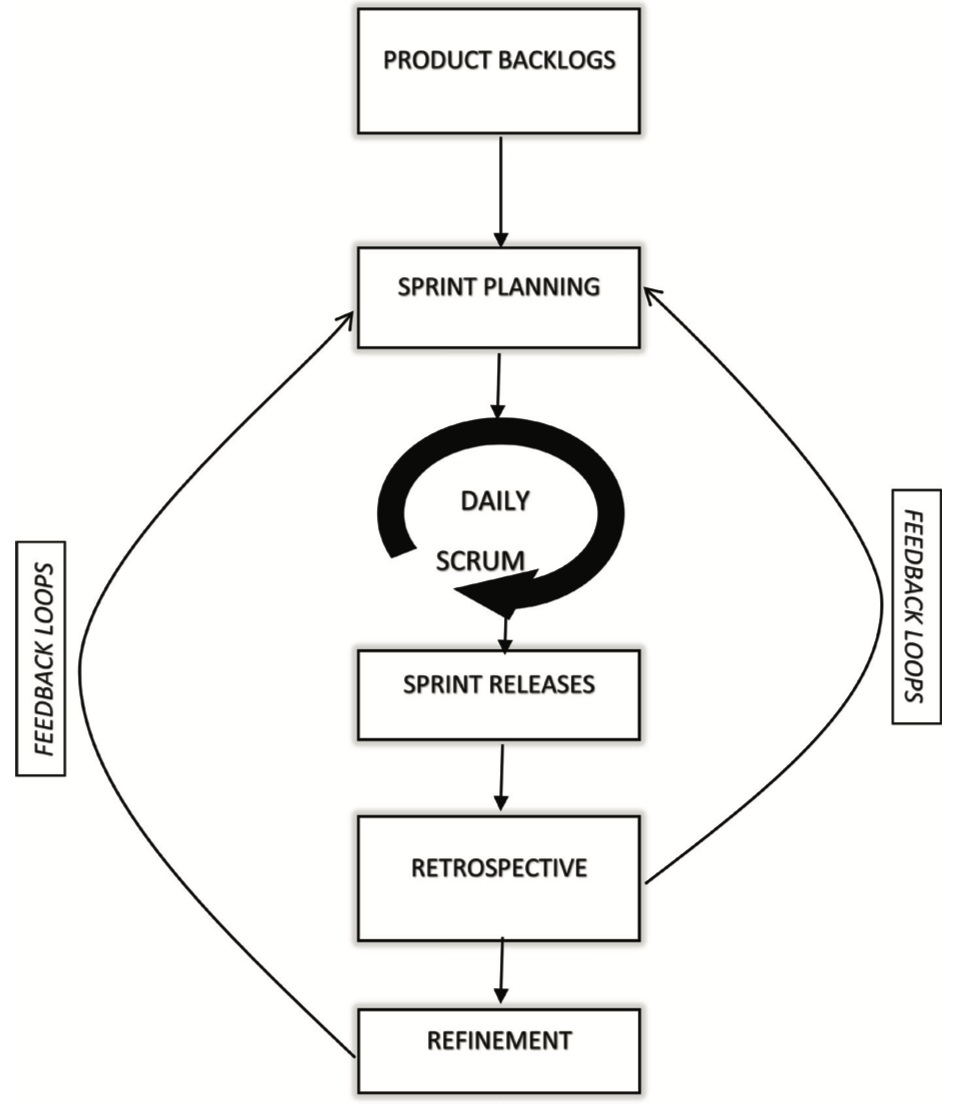 PRODUCT BACKLOGS
SPRINT PLANNING
DAILY
SCRUM
FEEDBACK LOOPS
FEEDBACK LOOPS
SPRINT RELEASES
RETROSPECTIVE
REFINEMENT